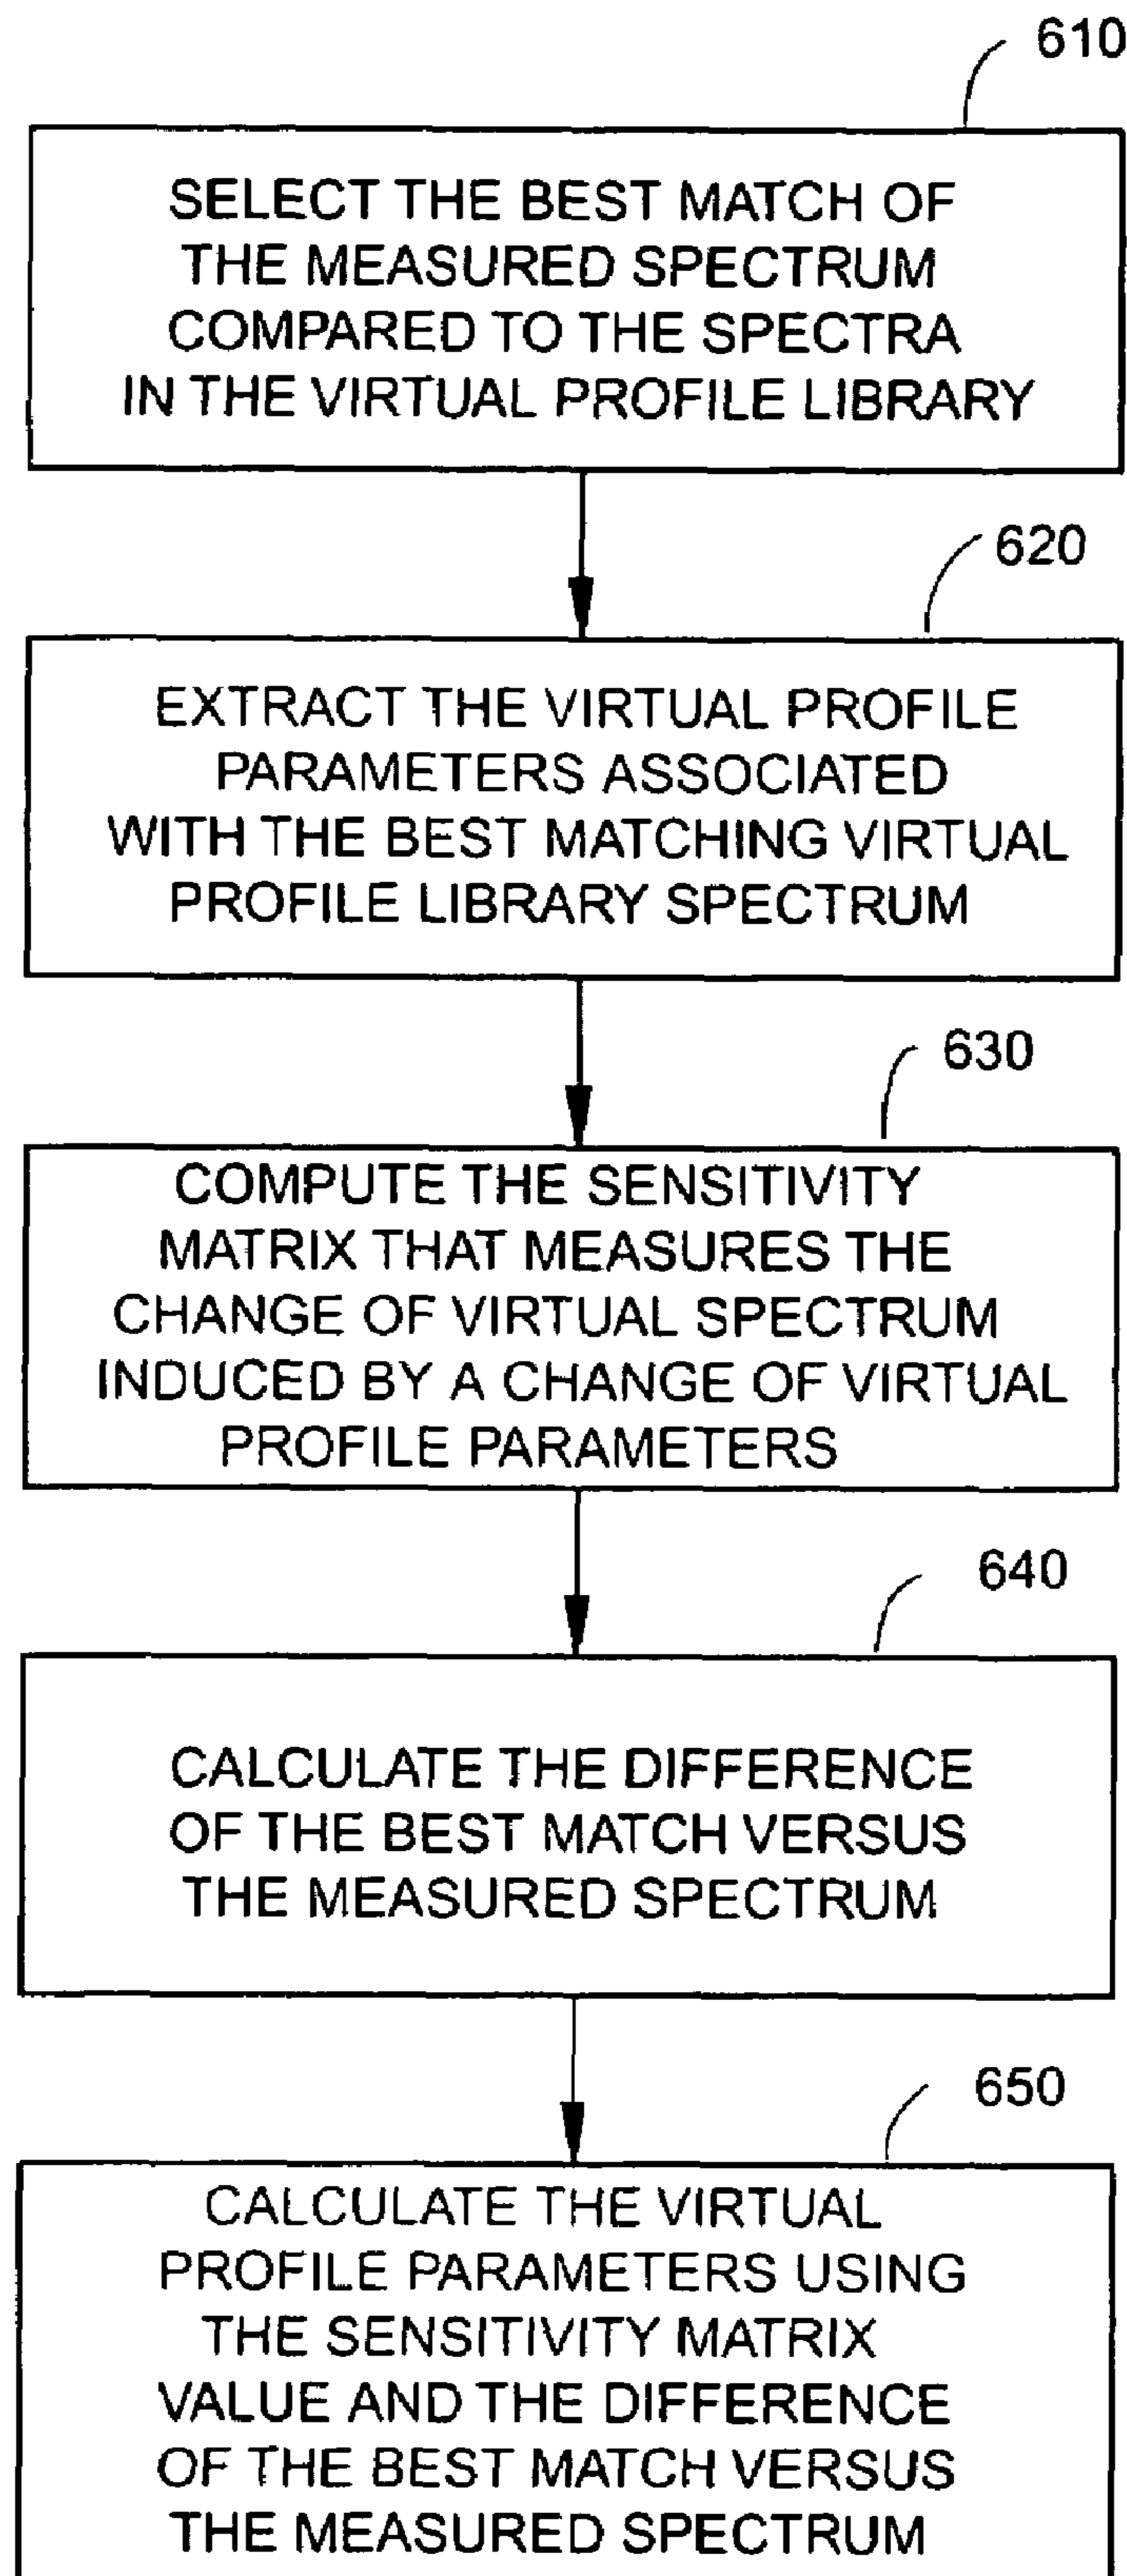 610
SELECT THE BEST MATCH OF
THE MEASURED SPECTRUM
COMPARED TO THE SPECTRA
IN THE VIRTUAL PROFILE LIBRARY
620
EXTRACT THE VIRTUAL PROFILE
PARAMETERS ASSOCIATED
WITH THE BEST MATCHING VIRTUAL
PROFILE LIBRARY SPECTRUM
630
COMPUTE THE SENSITIVITY
MATRIX THAT MEASURES THE
CHANGE OF VIRTUAL SPECTRUM
INDUCED BY A CHANGE OF VIRTUAL
PROFILE PARAMETERS
640
CALCULATE THE DIFFERENCE
OF THE BEST MATCH VERSUS
THE MEASURED SPECTRUM
650
CALCULATE THE VIRTUAL
PROFILE PARAMETERS USING
THE SENSITIVITY MATRIX
VALUE AND THE DIFFERENCE
OF THE BEST MATCH VERSUS
THE MEASURED SPECTRUM